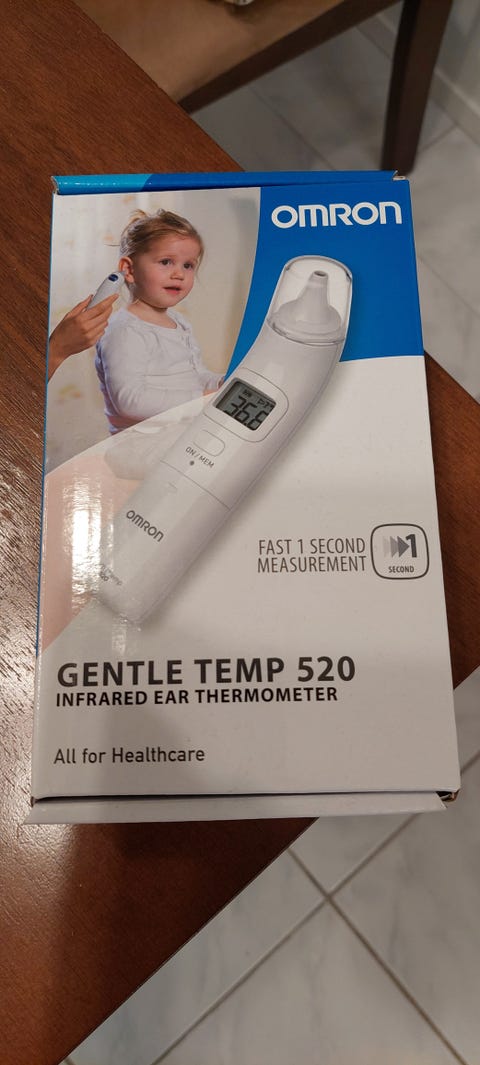 OMRON
36.6
ON/MEM
OMRON
FAST 1 SECOND
MEASUREMENT
1
SECOND
GENTLE TEMP 520
INFRARED EAR THERMOMETER
All for Healthcare